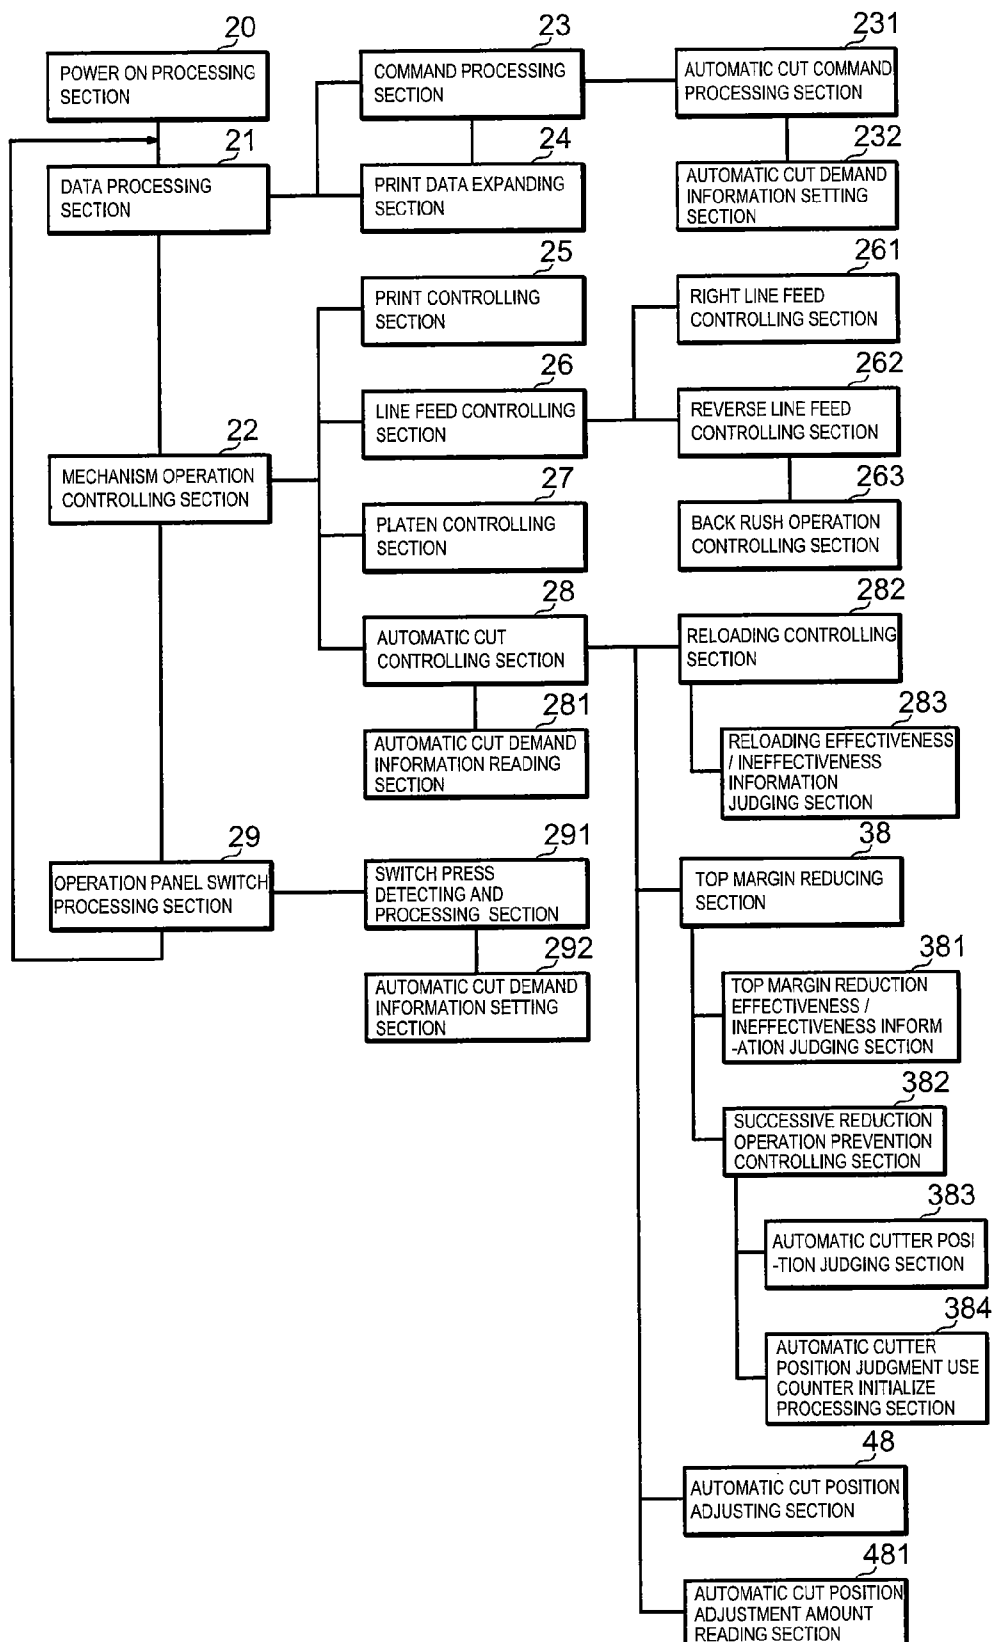 20
POWER ON PROCESSING
SECTION
23
COMMAND PROCESSING
SECTION
231
AUTOMATIC CUT COMMAND
PROCESSING SECTION
21
DATA PROCESSING
SECTION
24
PRINT DATA EXPANDING
SECTION
232
AUTOMATIC CUT DEMAND
INFORMATION SETTING
SECTION
25
PRINT CONTROLLING
SECTION
261
RIGHT LINE FEED
CONTROLLING SECTION
26
LINE FEED CONTROLLING
SECTION
262
REVERSE LINE FEED
CONTROLLING SECTION
22
MECHANISM OPERATION
CONTROLLING SECTION
27
PLATEN CONTROLLING
SECTION
263
BACK RUSH OPERATION
CONTROLLING SECTION
28
AUTOMATIC CUT
CONTROLLING SECTION
282
RELOADING CONTROLLING
SECTION
281
AUTOMATIC CUT DEMAND
INFORMATION READING
SECTION
283
RELOADING EFFECTIVENESS
/ INEFFECTIVENESS
INFORMATION
JUDGING SECTION
29
OPERATION PANEL SWITCH
PROCESSING SECTION
291
SWITCH PRESS
DETECTING AND
PROCESSING SECTION
38
TOP MARGIN REDUCING
SECTION
292
AUTOMATIC CUT DEMAND
INFORMATION SETTING
SECTION
381
TOP MARGIN REDUCTION
EFFECTIVENESS /
INEFFECTIVENESS INFORM
-ATION JUDGING SECTION
382
SUCCESSIVE REDUCTION
OPERATION PREVENTION
CONTROLLING SECTION
383
AUTOMATIC CUTTER POSI
-TION JUDGING SECTION
384
AUTOMATIC CUTTER
POSITION JUDGMENT USE
COUNTER INITIALIZE
PROCESSING SECTION
48
AUTOMATIC CUT POSITION
ADJUSTING SECTION
481
AUTOMATIC CUT POSITION
ADJUSTMENT AMOUNT
READING SECTION